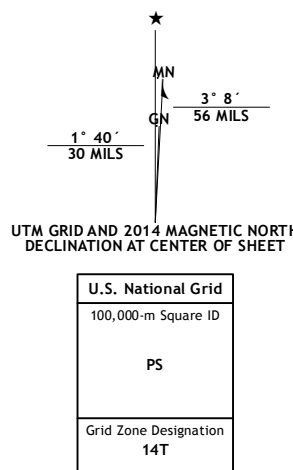 ★
MN
3° 8´
56 MILS
GN
1° 40´
30 MILS
UTM GRID AND 2014 MAGNETIC NORTH
DECLINATION AT CENTER OF SHEET
U.S. National Grid
100,000-m Square ID
PS
Grid Zone Designation
14T